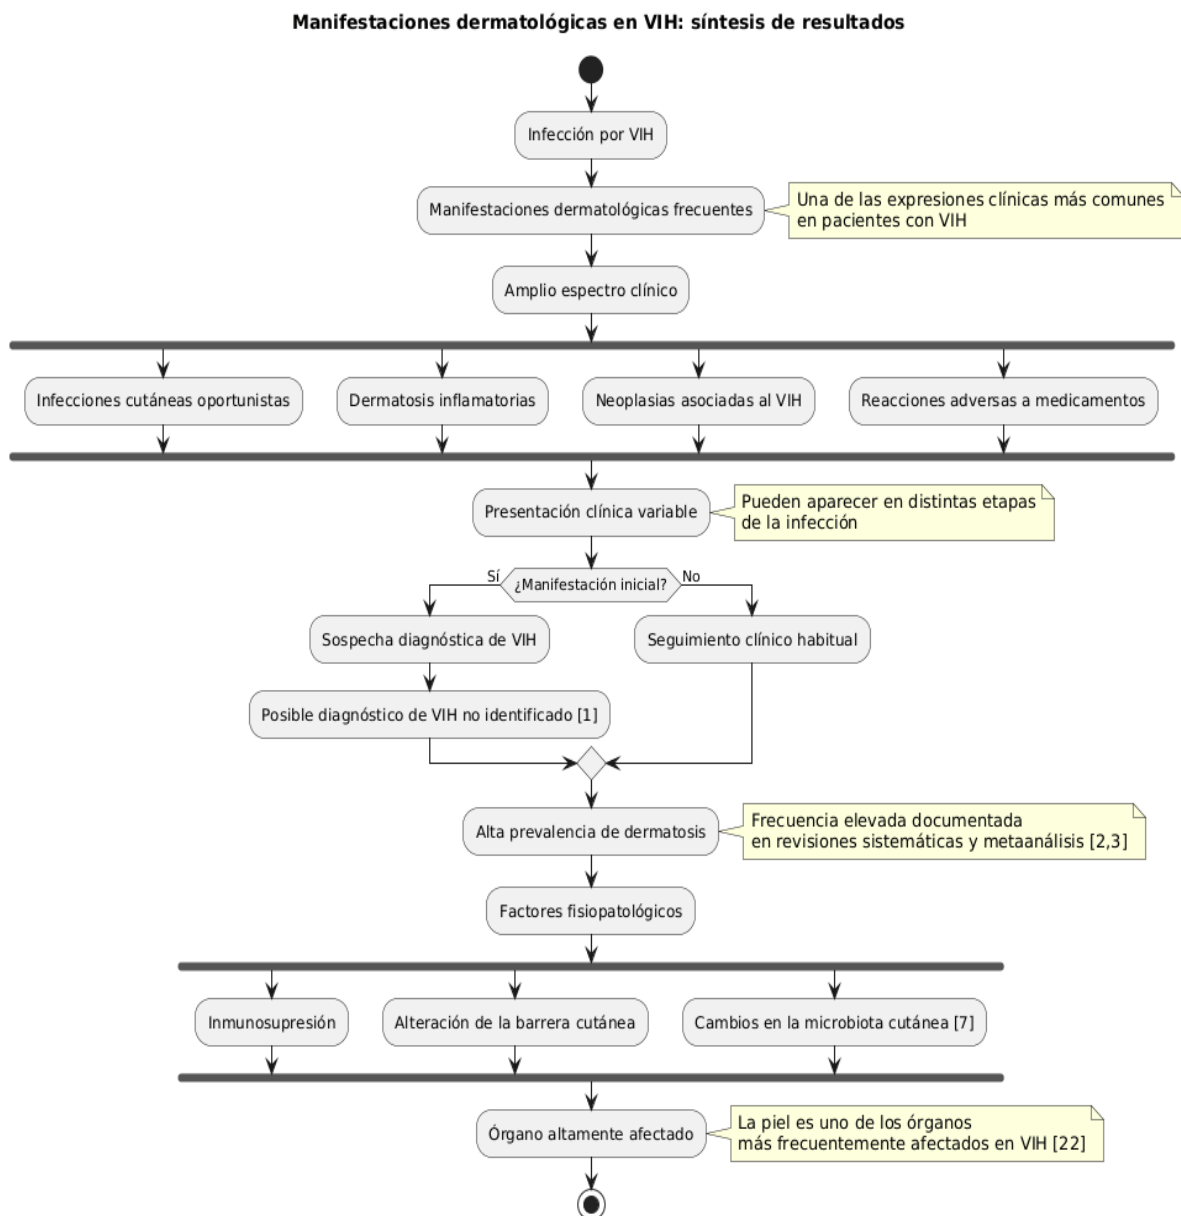 Manifestaciones dermatológicas en VIH: síntesis de resultados
Infección por VIH
Manifestaciones dermatológicas frecuentes
Una de las expresiones clínicas más comunes
en pacientes con VIH
Amplio espectro clínico
Infecciones cutáneas oportunistas
Dermatosis inflamatorias
Neoplasias asociadas al VIH
Reacciones adversas a medicamentos
Presentación clínica variable
Pueden aparecer en distintas etapas
de la infección
¿Manifestación inicial?
Sí
No
Sospecha diagnóstica de VIH
Seguimiento clínico habitual
Posible diagnóstico de VIH no identificado [1]
Alta prevalencia de dermatosis
Frecuencia elevada documentada
en revisiones sistemáticas y metaanálisis [2,3]
Factores fisiopatológicos
Inmunosupresión
Alteración de la barrera cutánea
Cambios en la microbiota cutánea [7]
Órgano altamente afectado
La piel es uno de los órganos
más frecuentemente afectados en VIH [22]